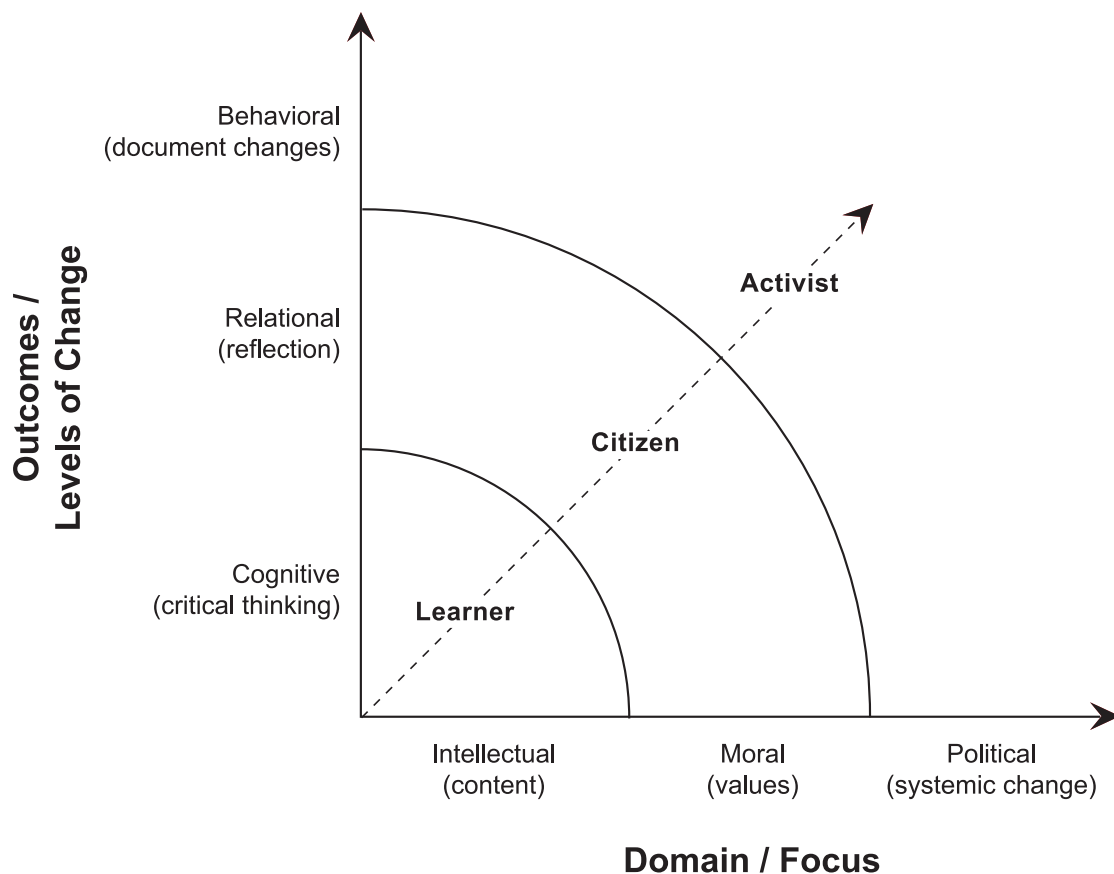 Behavioral
(document changes)
Outcomes /
Levels of Change
Relational
(reflection)
Cognitive
(critical thinking)
Activist
Citizen
Learner
Intellectual
(content)
Moral
(values)
Political
(systemic change)
Domain / Focus